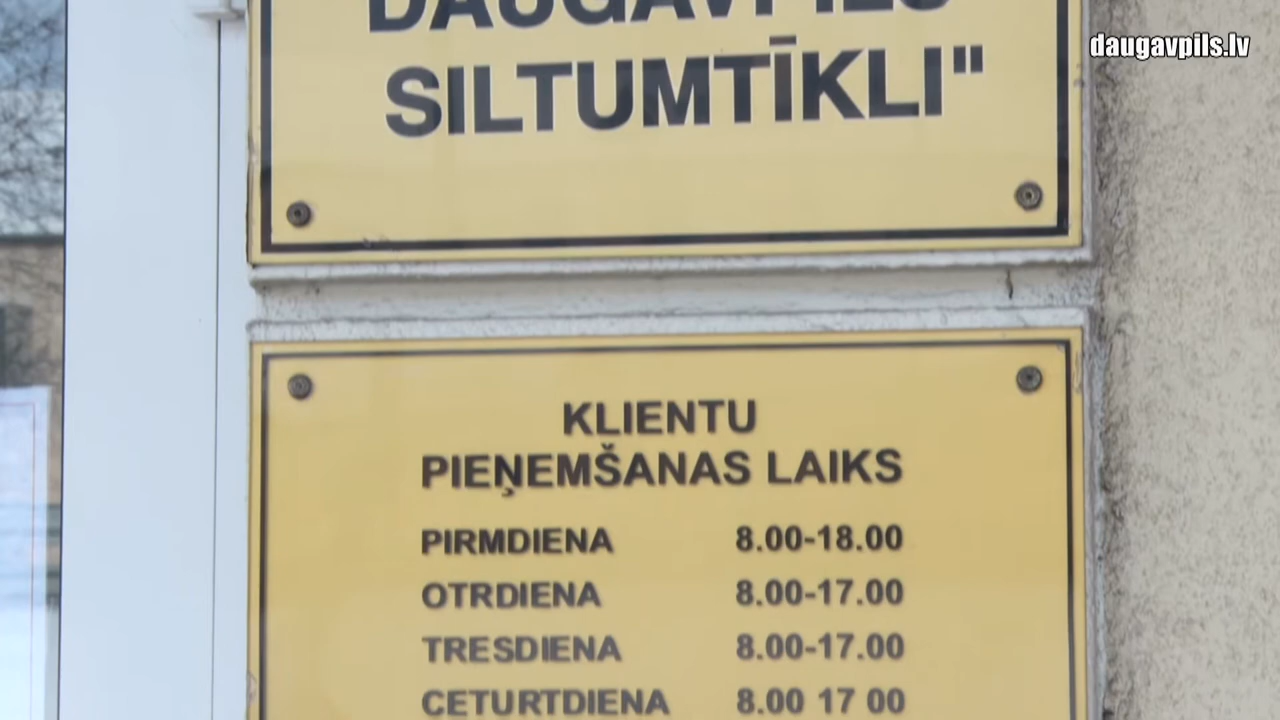 daugavpils.lv
DAUGAVPILS
SILTUMTĪKLI"
KLIENTU
PIEŅEMŠANAS LAIKS
PIRMDIENA 8.00-18.00
OTRDIENA 8.00-17.00
TRESDIENA 8.00-17.00
CETURTDIENA 8.00 17 00